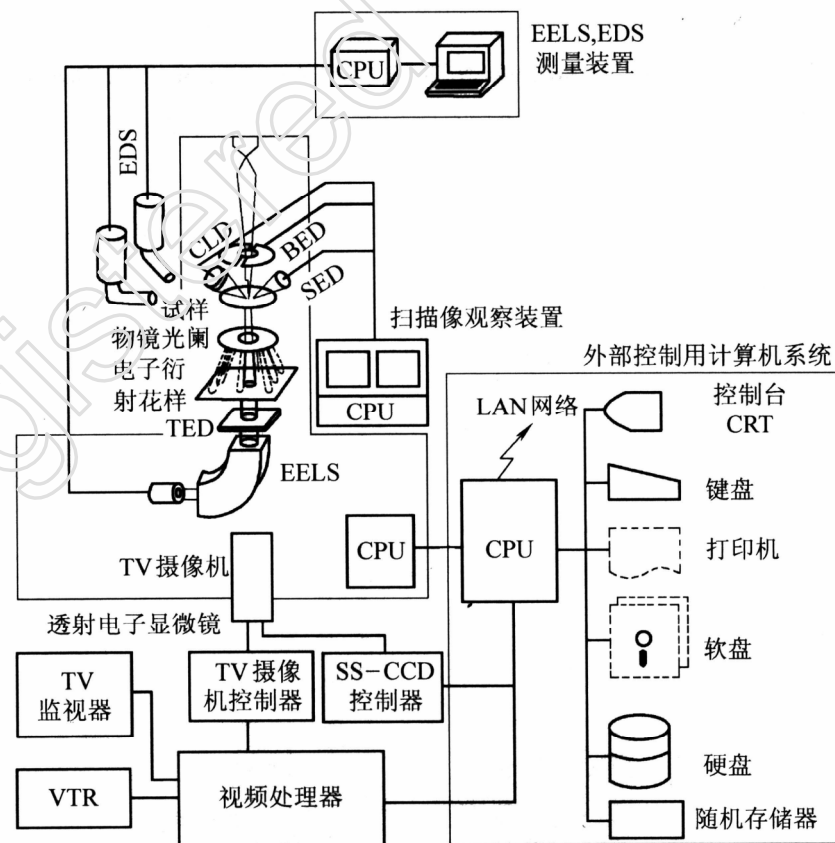 EELS,EDS
测量装置
CPU
EDS
CLD
BED
SED
试样
物镜光阑
电子衍
射花样
TED
EELS
扫描像观察装置
CPU
外部控制用计算机系统
LAN网络
控制台
CRT
键盘
打印机
软盘
硬盘
随机存储器
CPU
CPU
TV摄像机
透射电子显微镜
TV
监视器
TV摄像
机控制器
SS-CCD
控制器
VTR
视频处理器
gistered